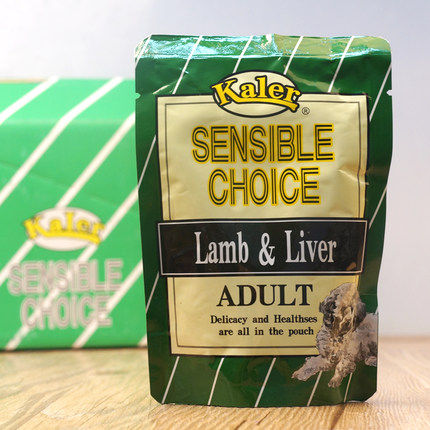 Kaler®
SENSIBLE
CHOICE
Lamb & Liver
ADULT
Delicacy and Healthses
are all in the pouch
Kaler
SENSIBLE
CHOICE